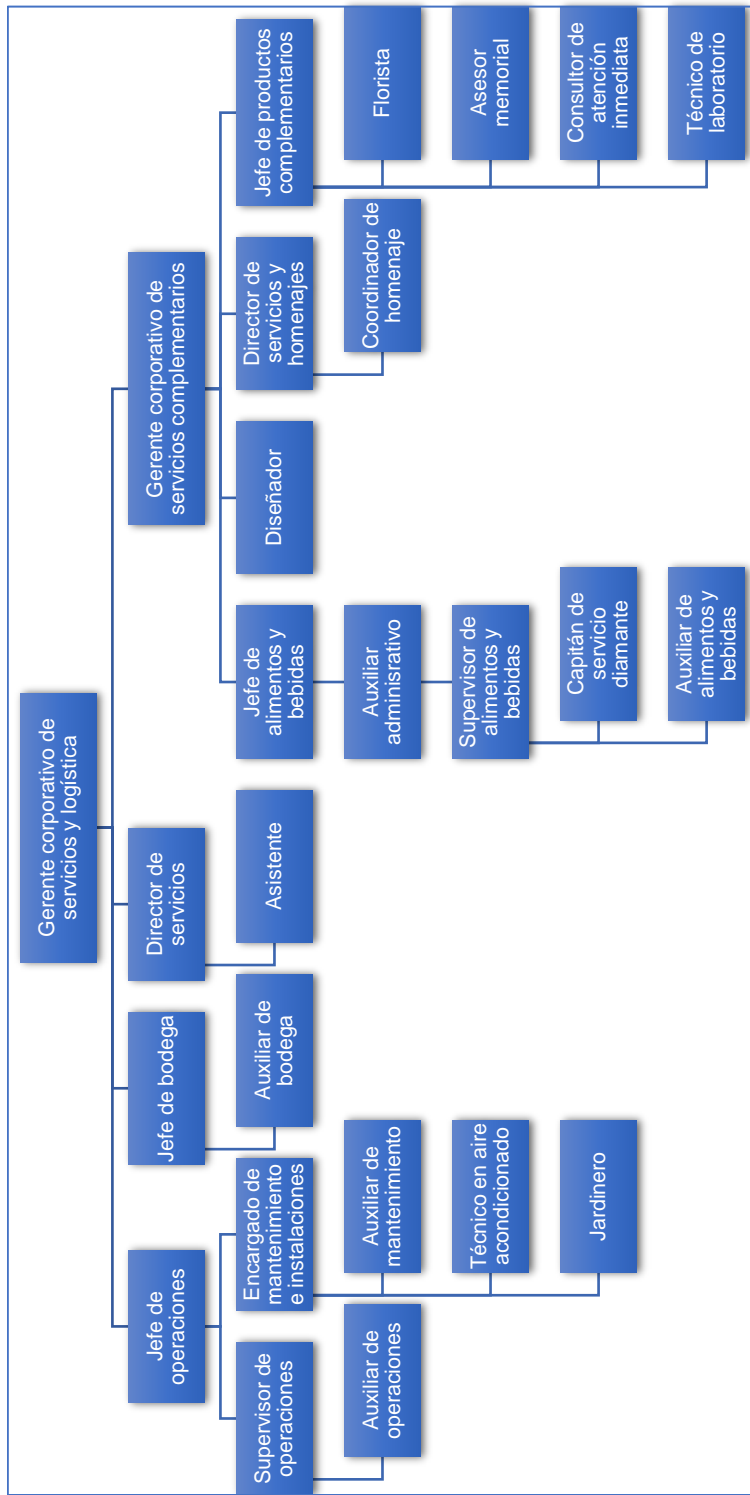 Gerente corporativo de
servicios y logística
Jefe de
operaciones
Jefe de bodega
Director de
servicios
Gerente corporativo de
servicios complementarios
Supervisor de
operaciones
Encargado de
mantenimiento
e instalaciones
Auxiliar de
bodega
Asistente
Jefe de
alimentos y
bebidas
Diseñador
Director de
servicios y
homenajes
Jefe de productos
complementarios
Auxiliar de
operaciones
Auxiliar de
mantenimiento
Auxiliar
adminisrativo
Coordinador de
homenaje
Florista
Técnico en aire
acondicionado
Supervisor de
alimentos y
bebidas
Asesor
memorial
Jardinero
Capitán de
servicio
diamante
Consultor de
atención
inmediata
Auxiliar de
alimentos y
bebidas
Técnico de
laboratorio